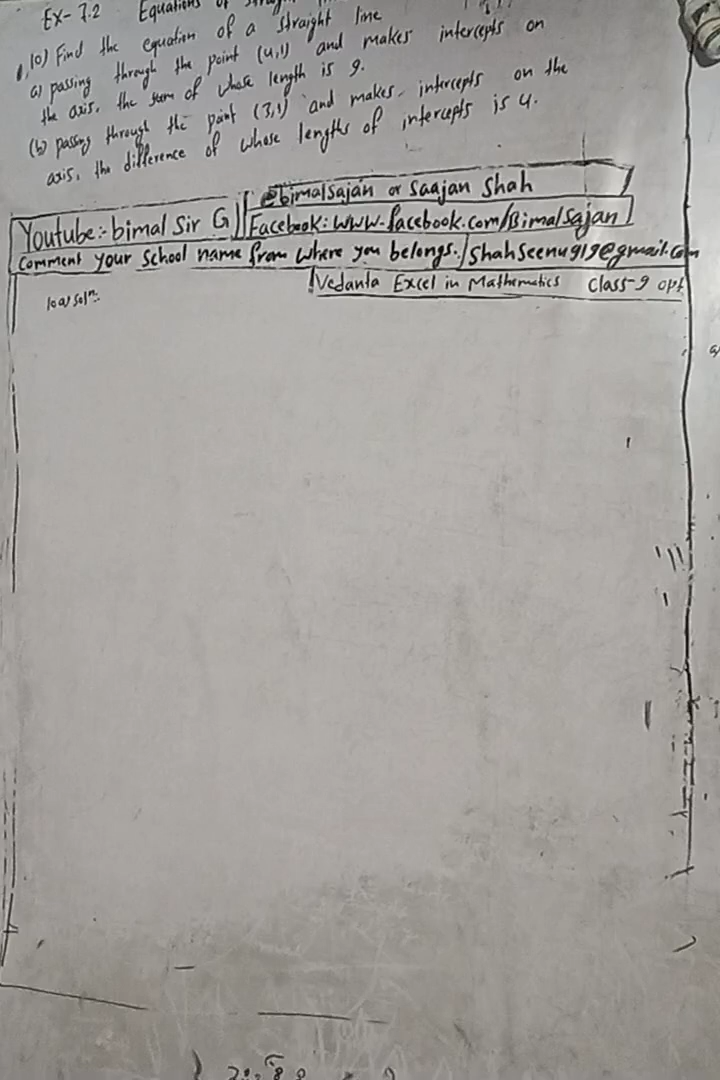 Ex- 7.2 Equations of
10) Find the equation of a straight line
a) passing through the point (4,1) and makes intercepts on
the axis, the sum of whose length is 9.
(b) passing through the point (3,1) and makes intercepts on the
axis, the difference of whose lengths of intercepts is 4.
@bimalsajan or Saajan Shah
Youtube:- bimal Sir G
Facebook: www.facebook.com/Bimalsajan
Comment your School name from where you belongs./shahseenu919@gmail.com
Vedanta Excel in Mathematics Class-9 opt
10 a) soln: